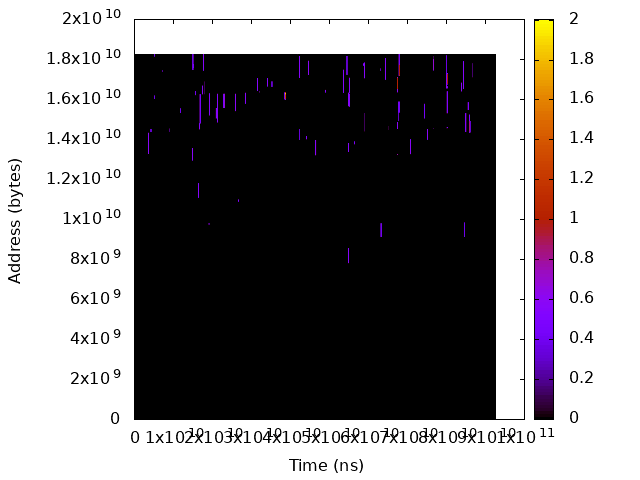 2x10^10
1.8x10^10
1.6x10^10
1.4x10^10
1.2x10^10
1x10^10
8x10^9
6x10^9
4x10^9
2x10^9
0
Address (bytes)
2
1.8
1.6
1.4
1.2
1
0.8
0.6
0.4
0.2
0
0 1x10^10 2x10^10 3x10^10 4x10^10 5x10^10 6x10^10 7x10^10 8x10^10 9x10^10 1x10^11
Time (ns)